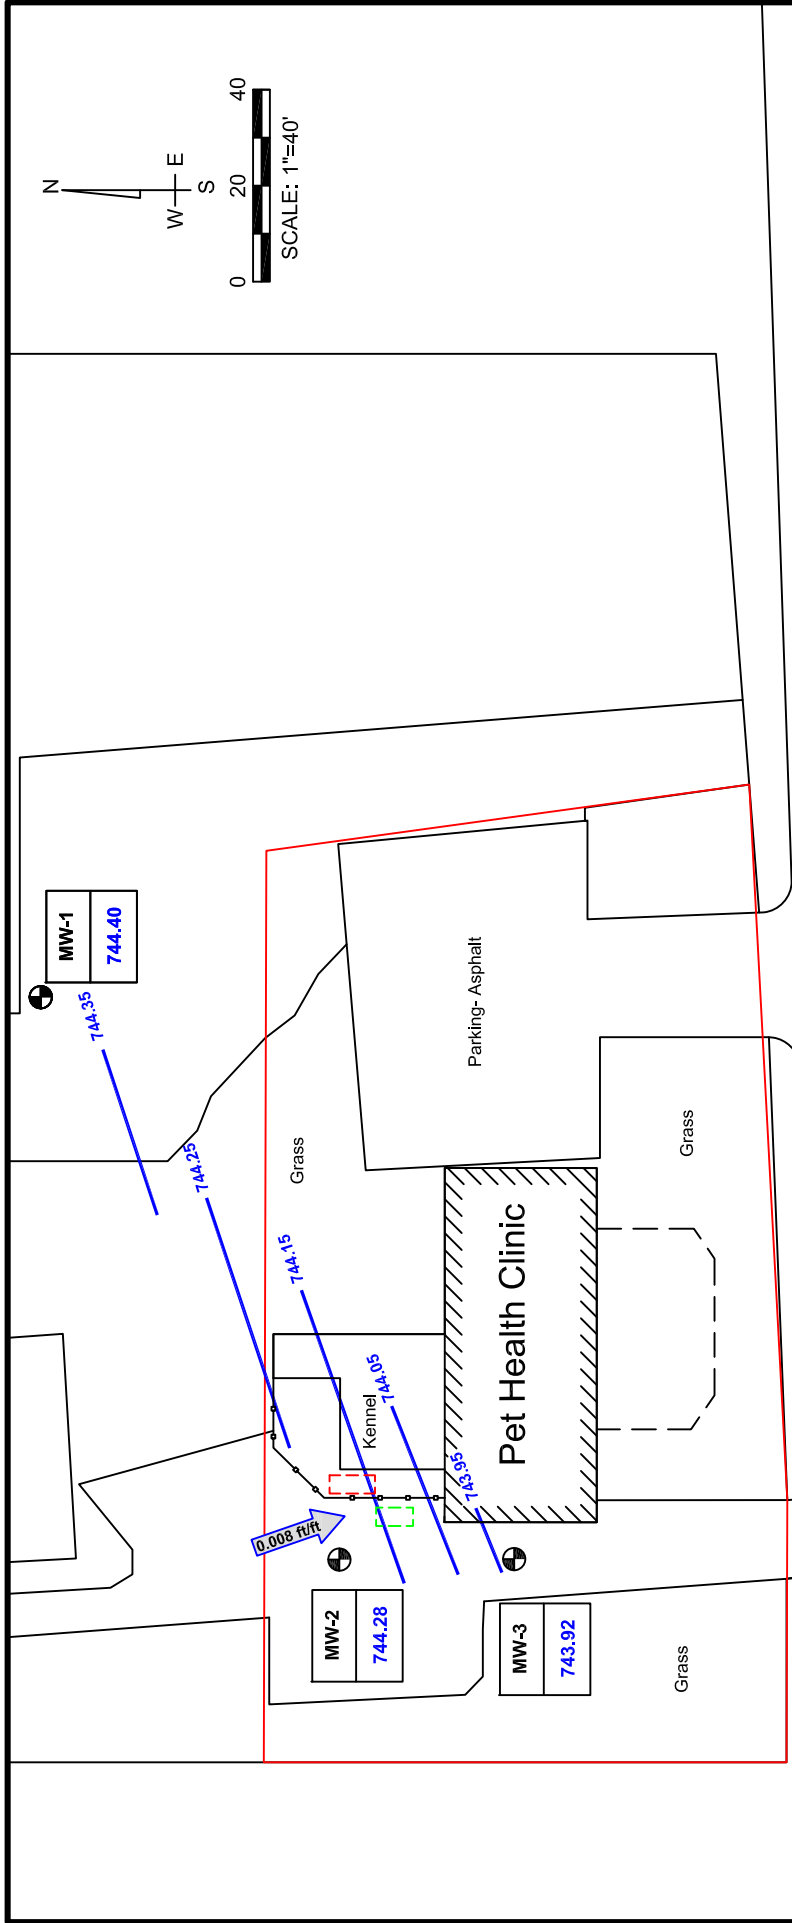 N
W
E
S
0
20
40
SCALE: 1"=40'
MW-1
744.40
744.35
744.25
744.15
744.05
743.95
Grass
Parking- Asphalt
Grass
Kennel
Pet Health Clinic
0.008 ft/ft
MW-2
744.28
MW-3
743.92
Grass